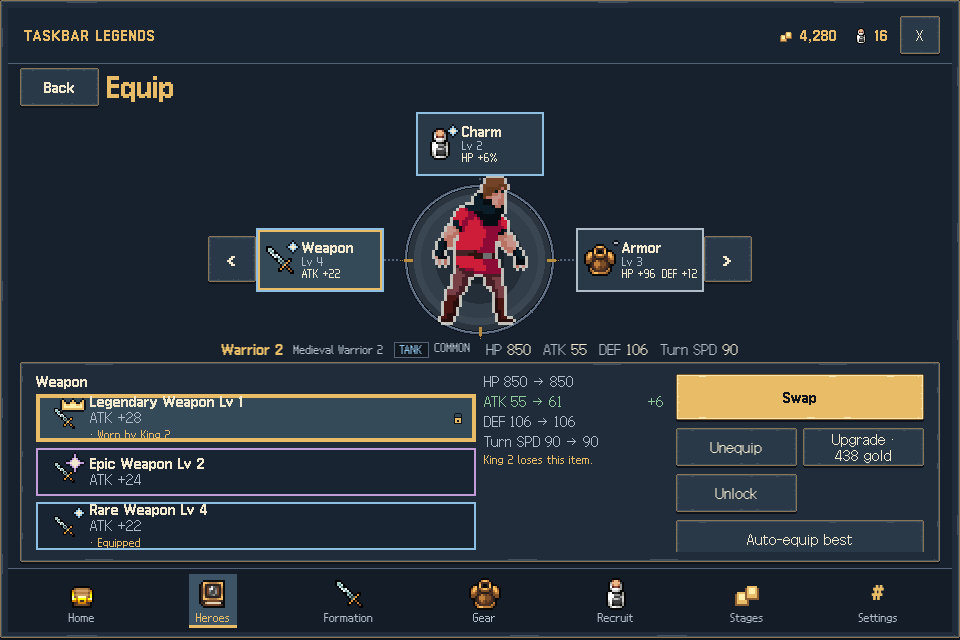 TASKBAR LEGENDS
4,280
16
X
Back
Equip
Charm
Lv 2
HP +6%
<
Weapon
Lv 4
ATK +22
Armor
Lv 3
HP +96 DEF +12
>
Warrior 2 Medieval Warrior 2 TANK COMMON HP 850 ATK 55 DEF 106 Turn SPD 90
Weapon
Legendary Weapon Lv 1
ATK +28
· Worn by King 2
Epic Weapon Lv 2
ATK +24
Rare Weapon Lv 4
ATK +22
· Equipped
HP 850 → 850
ATK 55 → 61 +6
DEF 106 → 106
Turn SPD 90 → 90
King 2 loses this item.
Swap
Unequip
Upgrade ·
438 gold
Unlock
Auto-equip best
Home
Heroes
Formation
Gear
Recruit
Stages
#
Settings